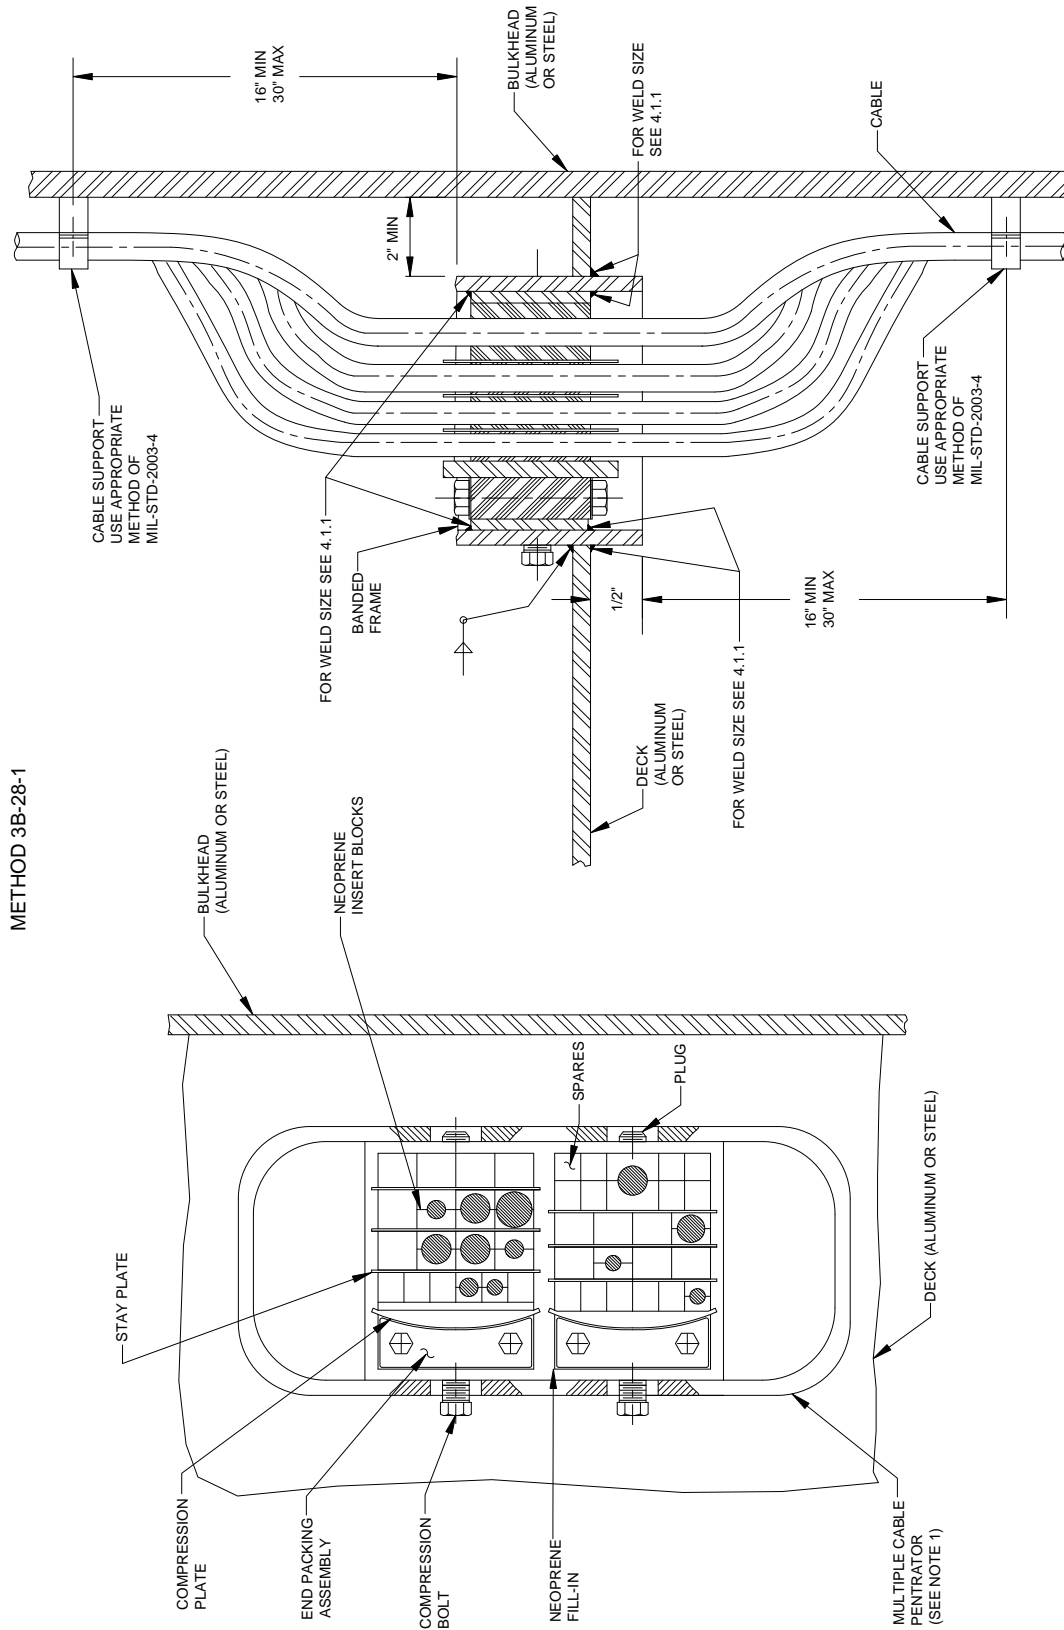 METHOD 3B-28-1
COMPRESSION
PLATE
STAY PLATE
BULKHEAD
(ALUMINUM OR STEEL)
NEOPRENE
INSERT BLOCKS
END PACKING
ASSEMBLY
SPARES
COMPRESSION
BOLT
PLUG
NEOPRENE
FILL-IN
MULTIPLE CABLE
PENTRATOR
(SEE NOTE 1)
DECK (ALUMINUM OR STEEL)
CABLE SUPPORT
USE APPROPRIATE
METHOD OF
MIL-STD-2003-4
16" MIN
30" MAX
FOR WELD SIZE SEE 4.1.1
BANDED
FRAME
2" MIN
BULKHEAD
(ALUMINUM
OR STEEL)
FOR WELD SIZE
SEE 4.1.1
1/2"
DECK
(ALUMINUM
OR STEEL)
FOR WELD SIZE SEE 4.1.1
16" MIN
30" MAX
CABLE
CABLE SUPPORT
USE APPROPRIATE
METHOD OF
MIL-STD-2003-4